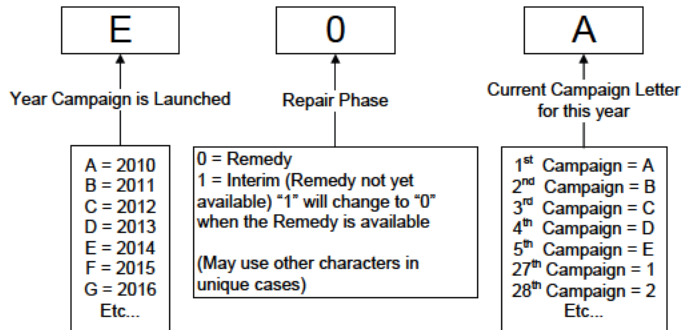 E 0 A
Year Campaign is Launched
Repair Phase
Current Campaign Letter
for this year
A = 2010
B = 2011
C = 2012
D = 2013
E = 2014
F = 2015
G = 2016
Etc...
0 = Remedy
1 = Interim (Remedy not yet
available) “1” will change to “0”
when the Remedy is available
(May use other characters in
unique cases)
1st Campaign = A
2nd Campaign = B
3rd Campaign = C
4th Campaign = D
5th Campaign = E
27th Campaign = 1
28th Campaign = 2
Etc...